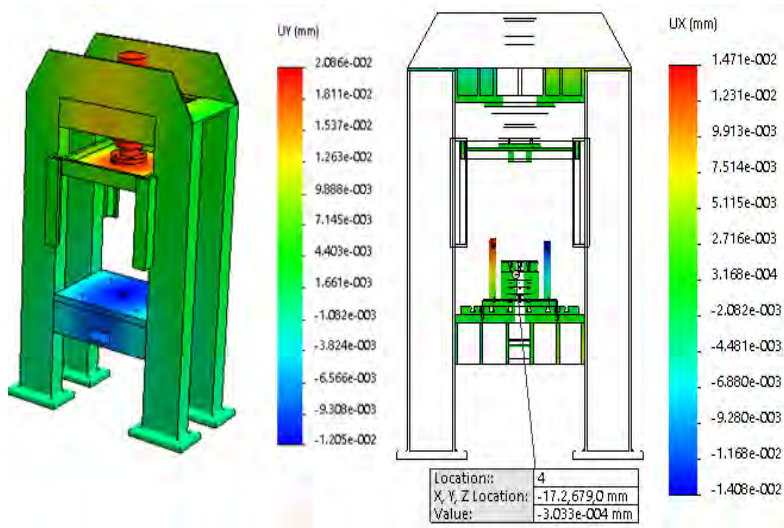 UY (mm)
2.086e-002
1.811e-002
1.537e-002
1.263e-002
9.888e-003
7.145e-003
4.403e-003
1.661e-003
-1.082e-003
-3.824e-003
-6.566e-003
-9.308e-003
-1.205e-002
UX (mm)
1.471e-002
1.231e-002
9.913e-003
7.514e-003
5.115e-003
2.716e-003
3.168e-004
-2.082e-003
-4.481e-003
-6.880e-003
-9.280e-003
-1.168e-002
-1.408e-002
Location: 4
X, Y, Z Location: -17.2,679,0 mm
Value: -3.033e-004 mm